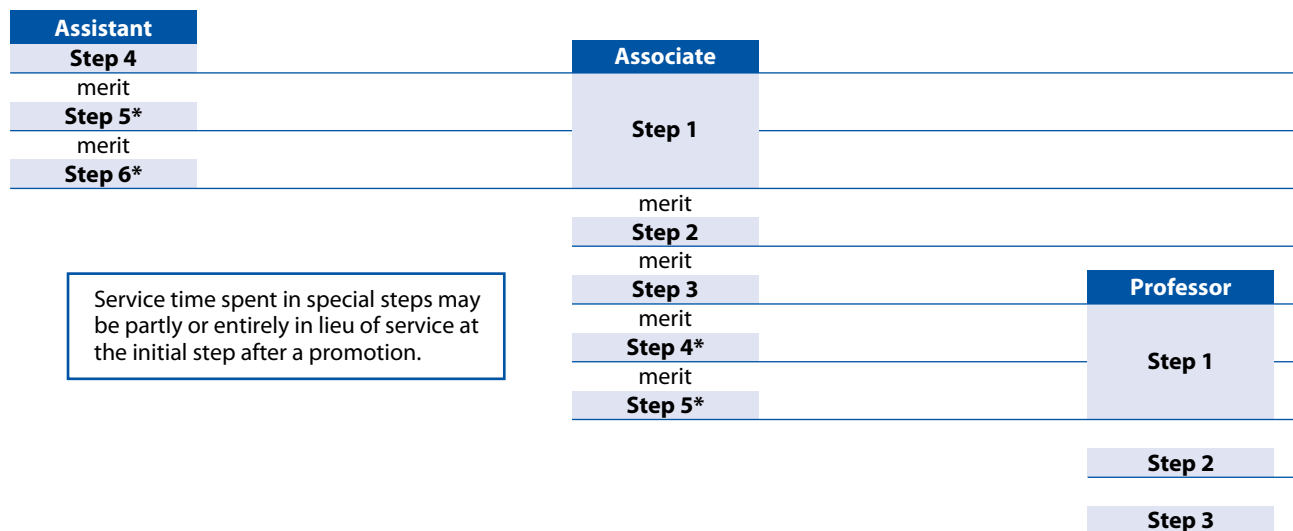 Assistant
Step 4
merit
Step 5*
merit
Step 6*
Associate
Step 1
merit
Step 2
merit
Step 3
merit
Step 4*
merit
Step 5*
Service time spent in special steps may
be partly or entirely in lieu of service at
the initial step after a promotion.
Professor
Step 1
Step 2
Step 3